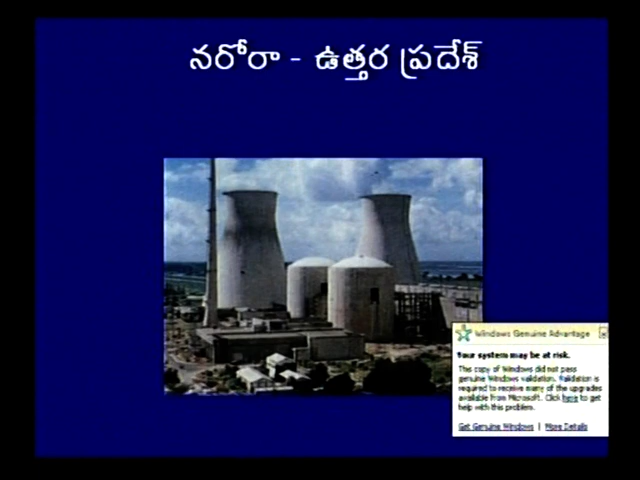 నరోరా - ఉత్తర ప్రదేశ్
Windows Genuine Advantage
Your system may be at risk.
This copy of Windows did not pass
genuine Windows validation. Validation is
required to receive many of the upgrades
available from Microsoft. Click here to get
help with this problem.
Get Genuine Windows | More Details